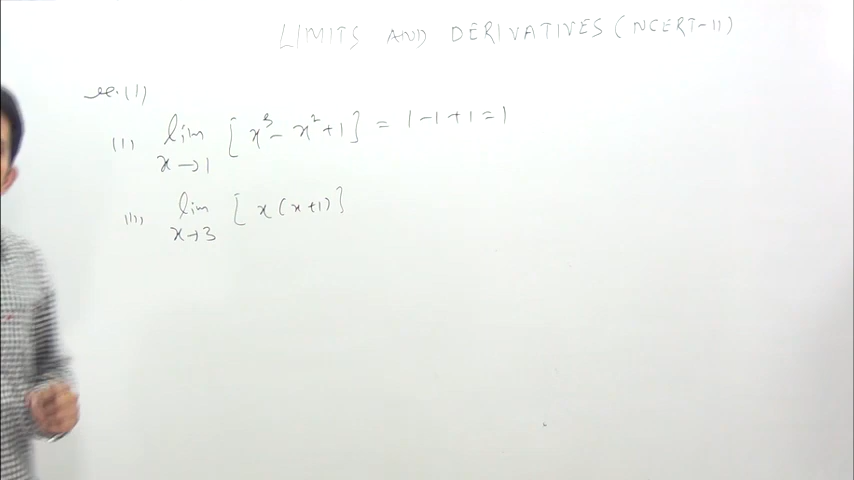 LIMITS AND DERIVATIVES (NCERT-11)
ex.(1)
(i) lim [x³ - x² + 1] = 1 - 1 + 1 = 1
x→1
(ii) lim [x(x+1)]
x→3